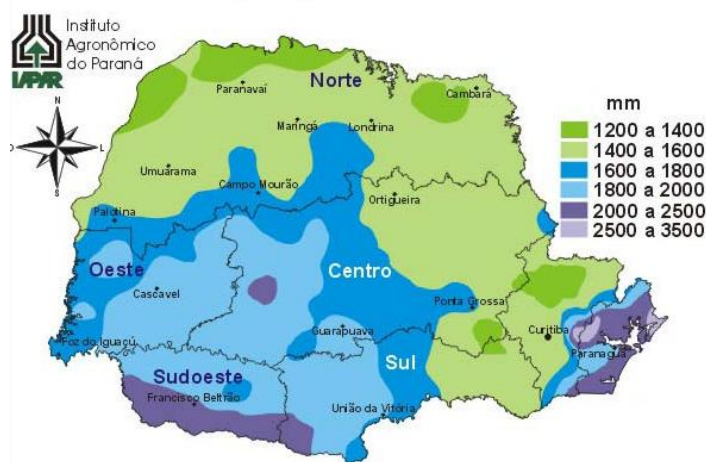 Instituto
Agronômico
do Paraná
IAPAR
N
O
L
S
Norte
Paranavaí
Cambará
Maringá
Londrina
Umuarama
Campo Mourão
Ortigueira
Palotina
Oeste
Centro
Cascavel
Ponta Grossa
Guarapuava
Curitiba
Foz do Iguaçú
Paranaguá
Sul
Sudoeste
Francisco Beltrão
União da Vitória
mm
1200 a 1400
1400 a 1600
1600 a 1800
1800 a 2000
2000 a 2500
2500 a 3500